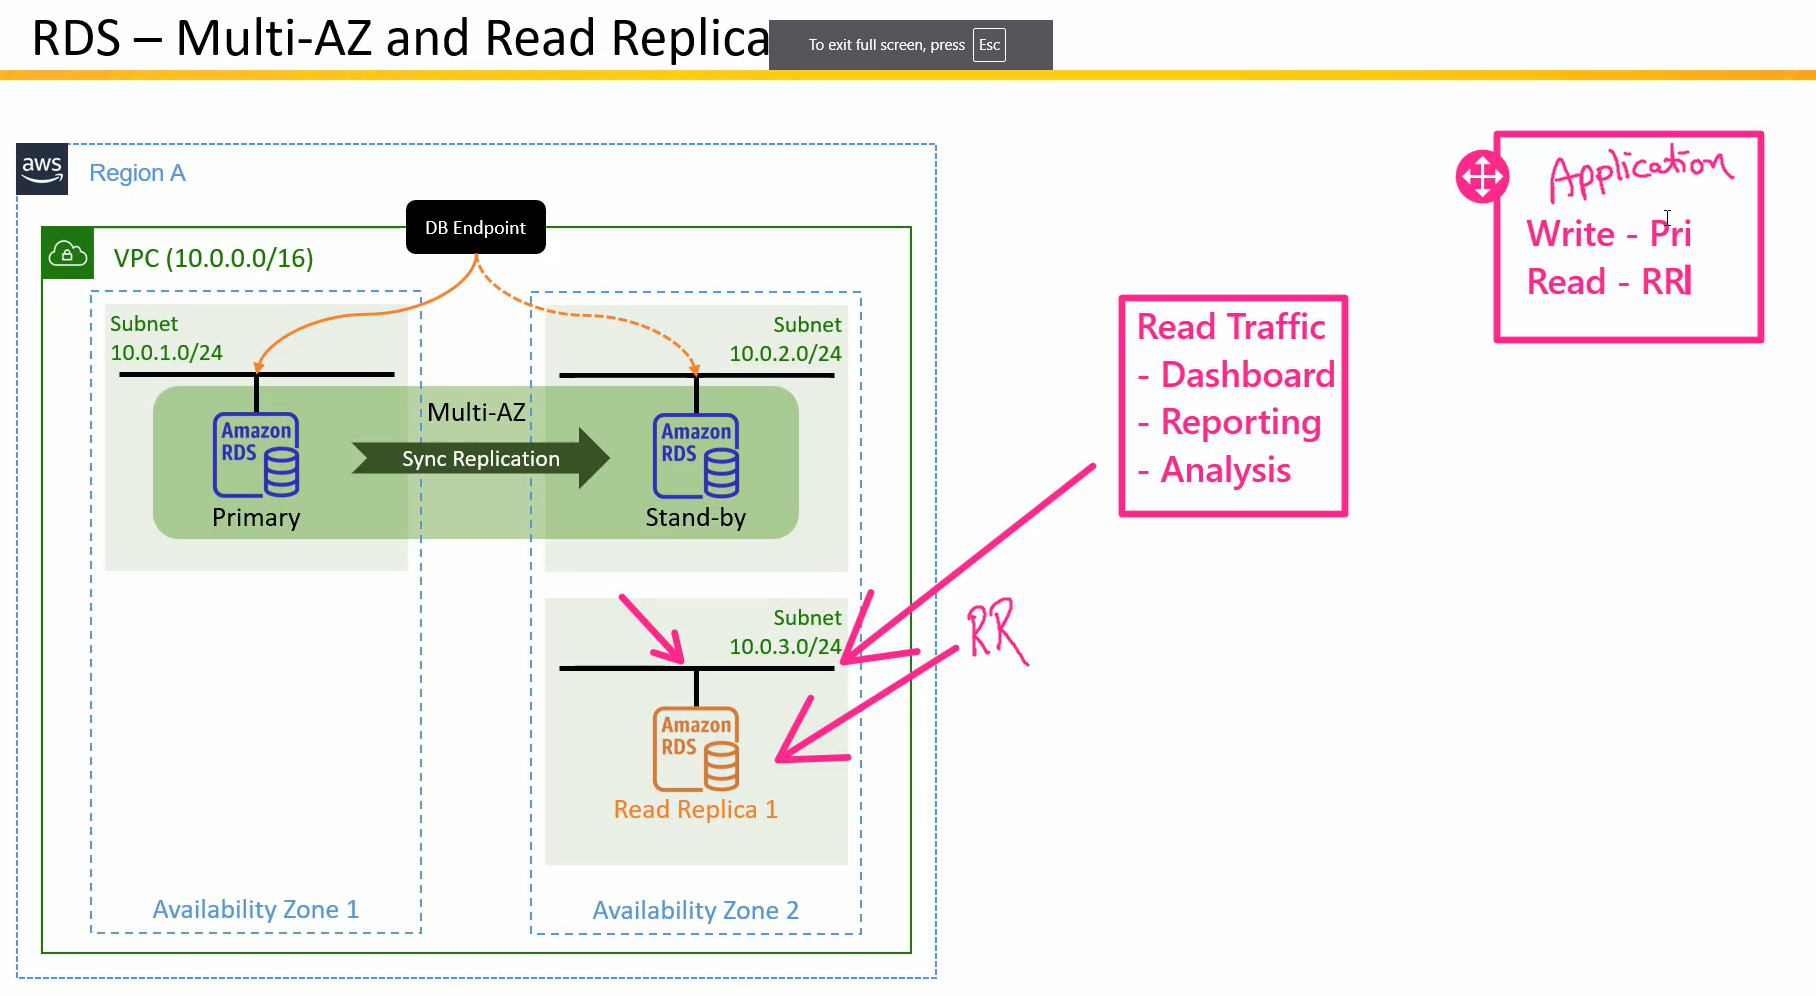 RDS – Multi-AZ and Read Replica
To exit full screen, press Esc
aws
Region A
DB Endpoint
VPC (10.0.0.0/16)
Subnet
10.0.1.0/24
Subnet
10.0.2.0/24
Multi-AZ
Amazon
RDS
Sync Replication
Amazon
RDS
Primary
Stand-by
Subnet
10.0.3.0/24
Amazon
RDS
Read Replica 1
Availability Zone 1
Availability Zone 2
RR
Read Traffic
- Dashboard
- Reporting
- Analysis
Application
Write - Pri
Read - RR